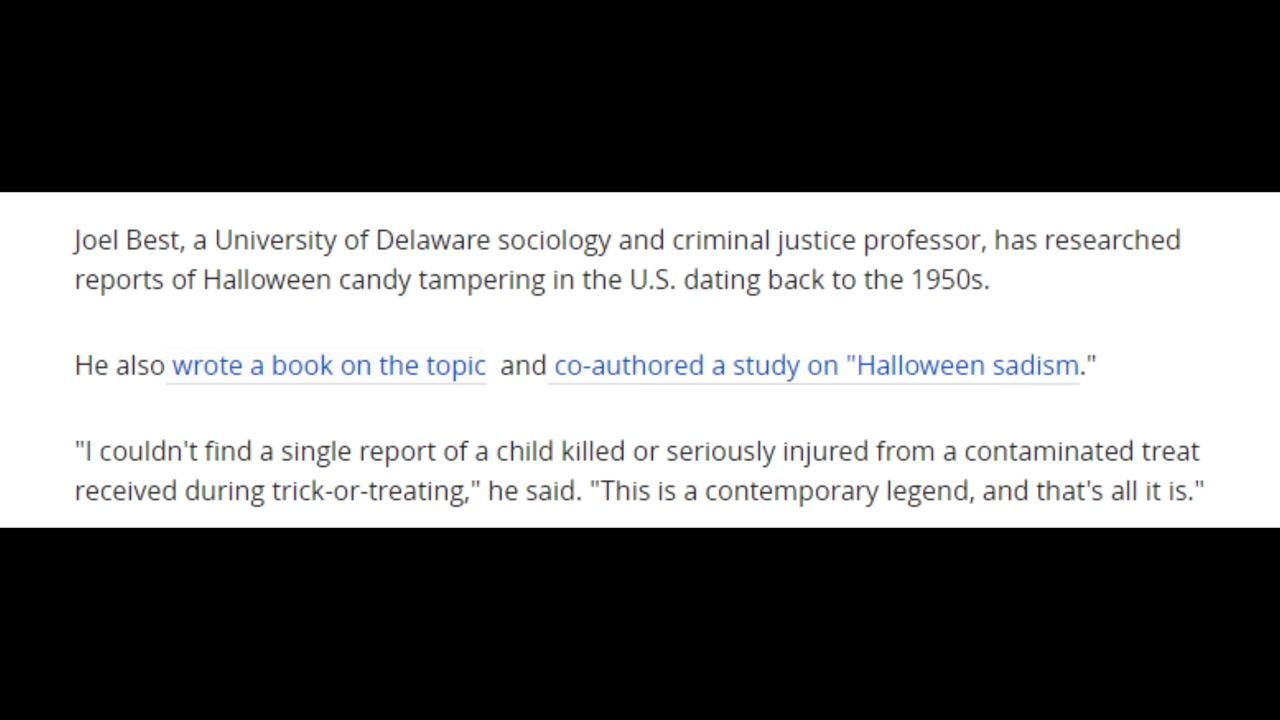 Joel Best, a University of Delaware sociology and criminal justice professor, has researched
reports of Halloween candy tampering in the U.S. dating back to the 1950s.
He also wrote a book on the topic and co-authored a study on "Halloween sadism."
"I couldn't find a single report of a child killed or seriously injured from a contaminated treat
received during trick-or-treating," he said. "This is a contemporary legend, and that's all it is."